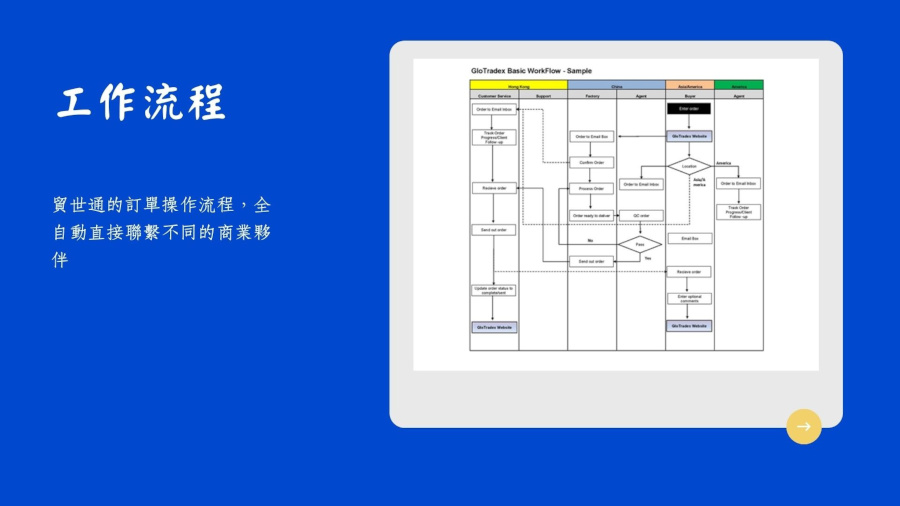 工作流程
貿世通的訂單操作流程，全
自動直接聯繫不同的商業夥
伴
GloTradex Basic WorkFlow - Sample
Hong Kong
China
Asia/America
America
Customer Service
Support
Factory
Agent
Buyer
Agent
Order to Email Inbox
Enter order
Track Order
Progress/Client
Follow -up
Order to Email Box
GloTradex Website
Confirm Order
Location
America
Asia/A
merica
Receive order
Process Order
Order to Email Inbox
Order to Email Inbox
Order ready to deliver
QC order
Track Order
Progress/Client
Follow -up
Send out order
No
Pass
Yes
Email Box
Send out order
Receive order
Update order status to
completement
Enter optional
comments
GloTradex Website
GloTradex Website